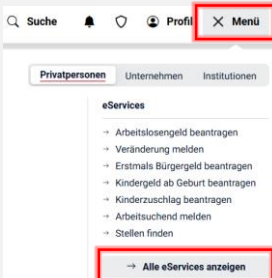 Suche Profil Menü
Privatpersonen Unternehmen Institutionen
eServices
→ Arbeitslosengeld beantragen
→ Veränderung melden
→ Erstmals Bürgergeld beantragen
→ Kindergeld ab Geburt beantragen
→ Kinderzuschlag beantragen
→ Arbeitsuchend melden
→ Stellen finden
→ Alle eServices anzeigen